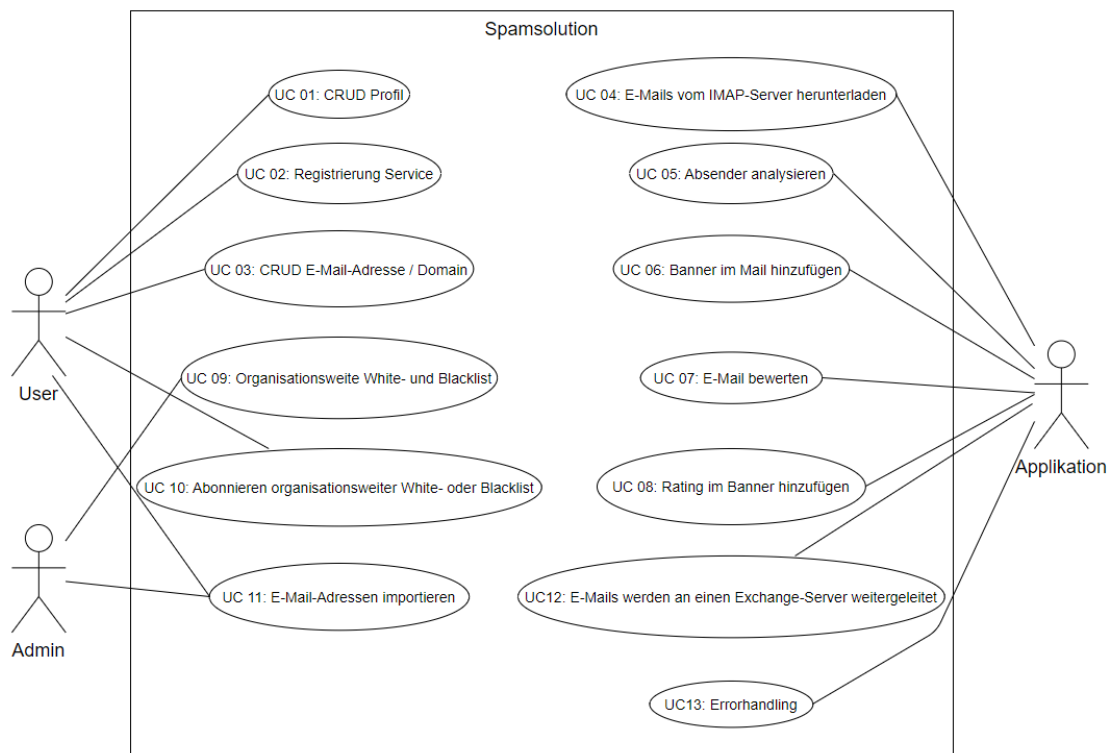 Spamsolution
UC 01: CRUD Profil
UC 04: E-Mails vom IMAP-Server herunterladen
UC 02: Registrierung Service
UC 05: Absender analysieren
UC 03: CRUD E-Mail-Adresse / Domain
UC 06: Banner im Mail hinzufügen
User
UC 09: Organisationsweite White- und Blacklist
UC 07: E-Mail bewerten
Applikation
UC 10: Abonnieren organisationsweiter White- oder Blacklist
UC 08: Rating im Banner hinzufügen
UC 11: E-Mail-Adressen importieren
UC12: E-Mails werden an einen Exchange-Server weitergeleitet
Admin
UC13: Errorhandling